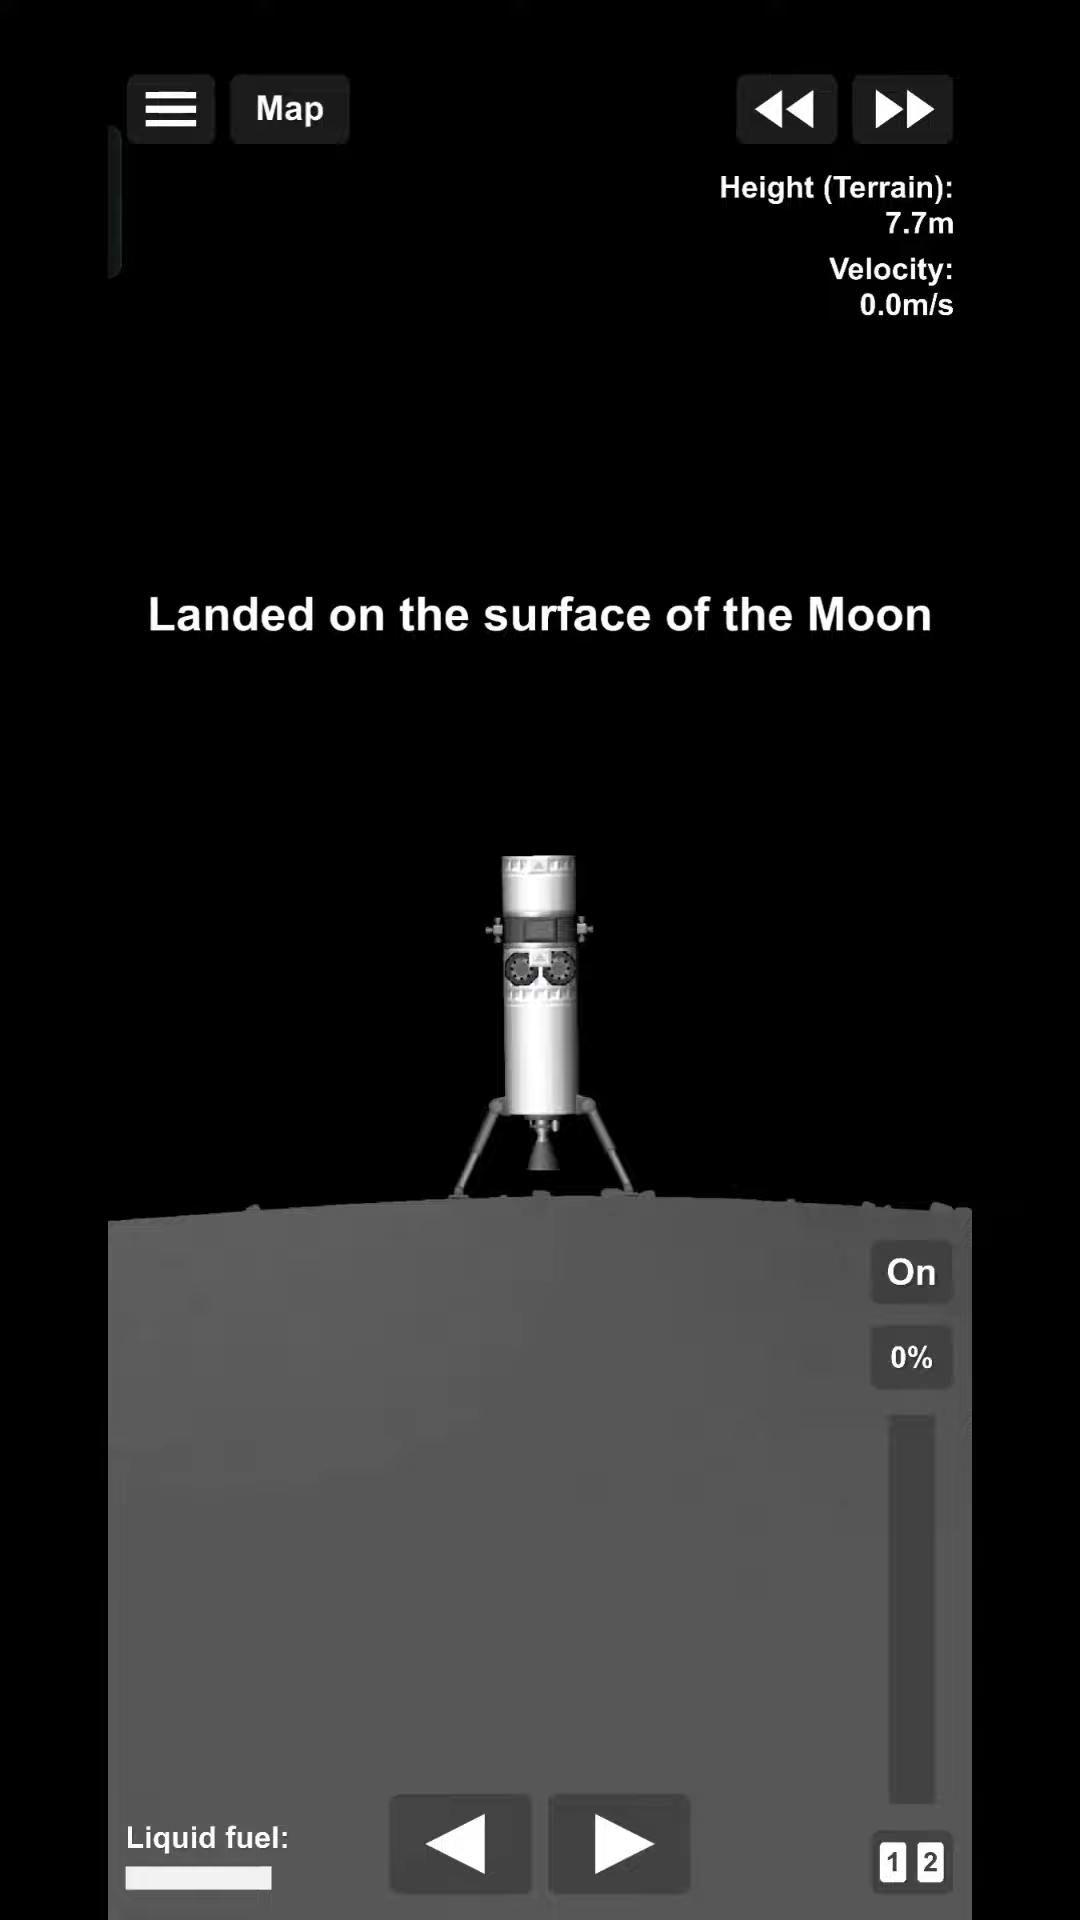 Map
Height (Terrain):
7.7m
Velocity:
0.0m/s
Landed on the surface of the Moon
On
0%
Liquid fuel:
1 2